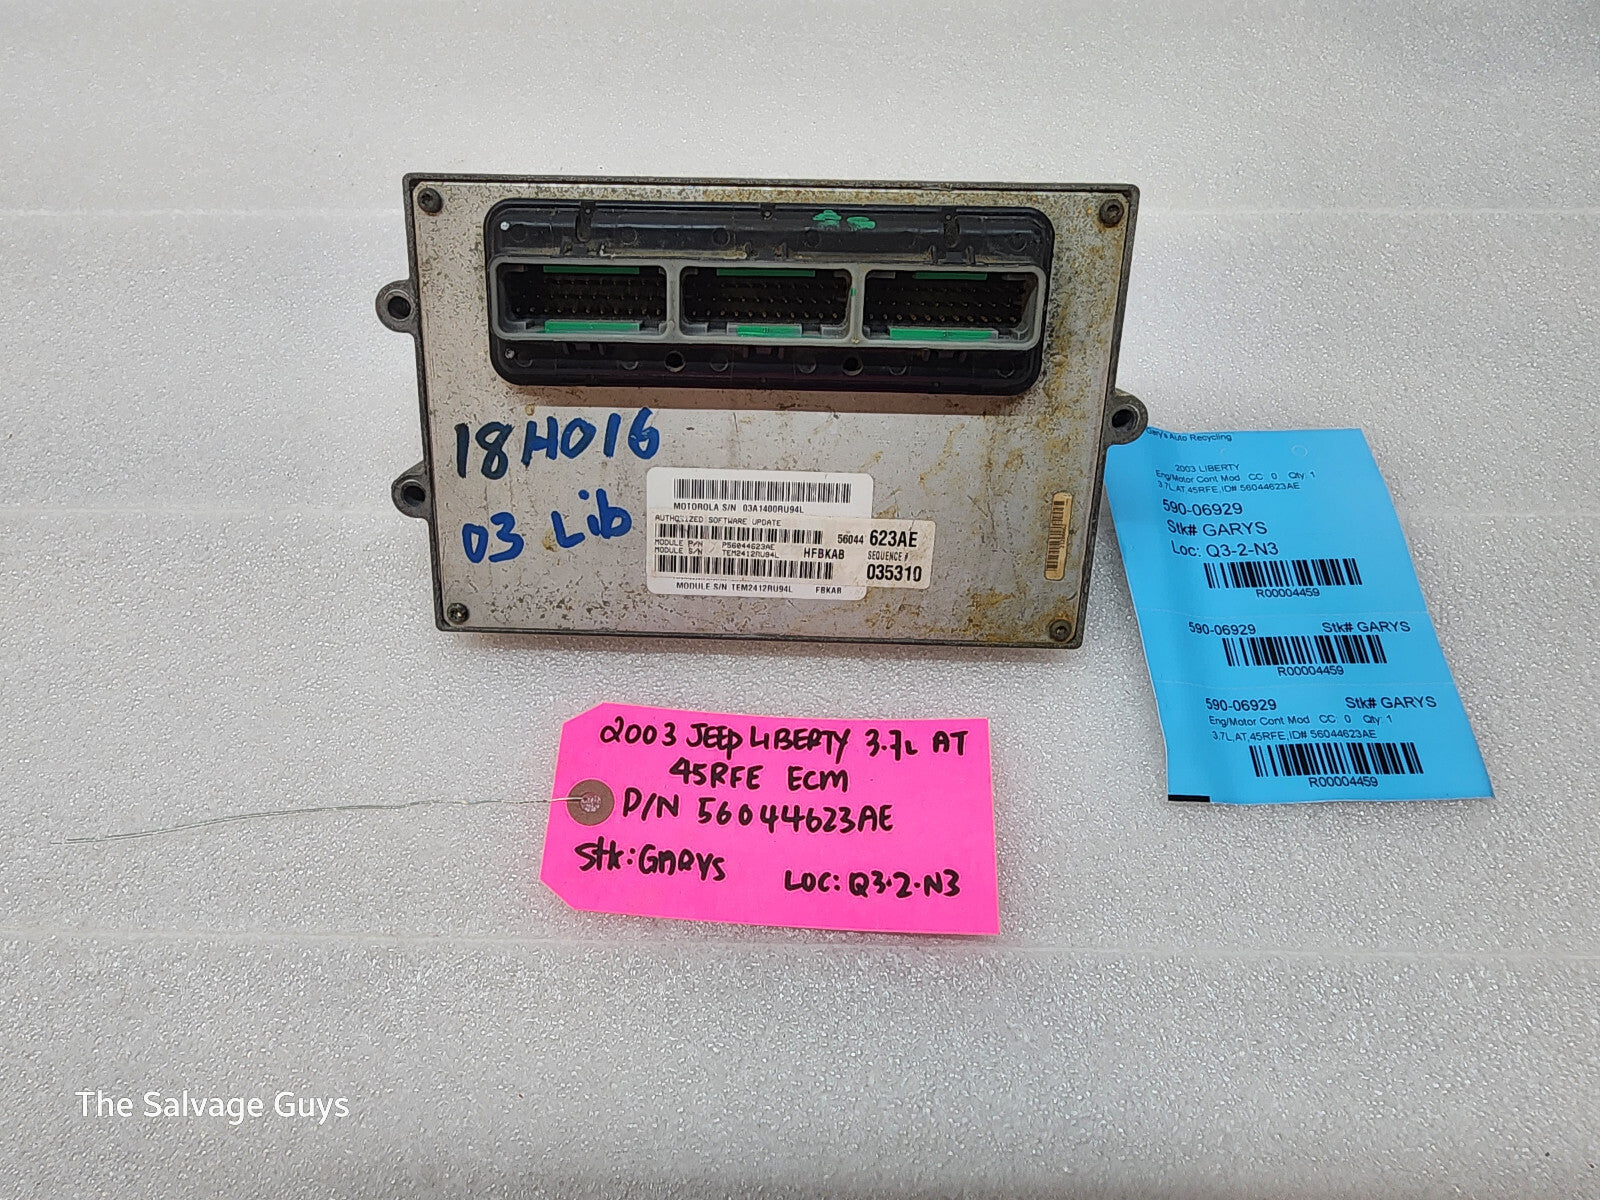 18H016
03 Lib
MOTOROLA S/N 03A1400RU94L
AUTHORIZED SOFTWARE UPDATE
56044 623AE
MODULE P/N P56044623AE
MODULE S/N TEM2412RU94L HFBKAB
SEQUENCE #
035310
MODULE S/N TEM2412RU94L FBKAB
Gary's Auto Recycling
2003 LIBERTY
Eng/Motor Cont Mod CC: 0 Qty: 1
3.7L,AT,45RFE,ID# 56044623AE
590-06929
Stk# GARYS
Loc: Q3-2-N3
R00004459
590-06929 Stk# GARYS
R00004459
590-06929 Stk# GARYS
Eng/Motor Cont Mod CC: 0 Qty: 1
3.7L,AT,45RFE,ID# 56044623AE
R00004459
2003 JEEP LIBERTY 3.7L AT
45RFE ECM
P/N 56044623AE
Stk: GARYS
LOC: Q3-2-N3
The Salvage Guys